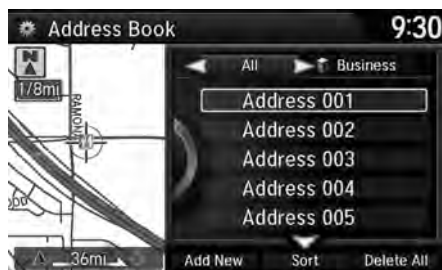 Address Book
9:30
N
1/8mi
RAMON
All
Business
Address 001
Address 002
Address 003
Address 004
Address 005
36mi
Add New
Sort
Delete All